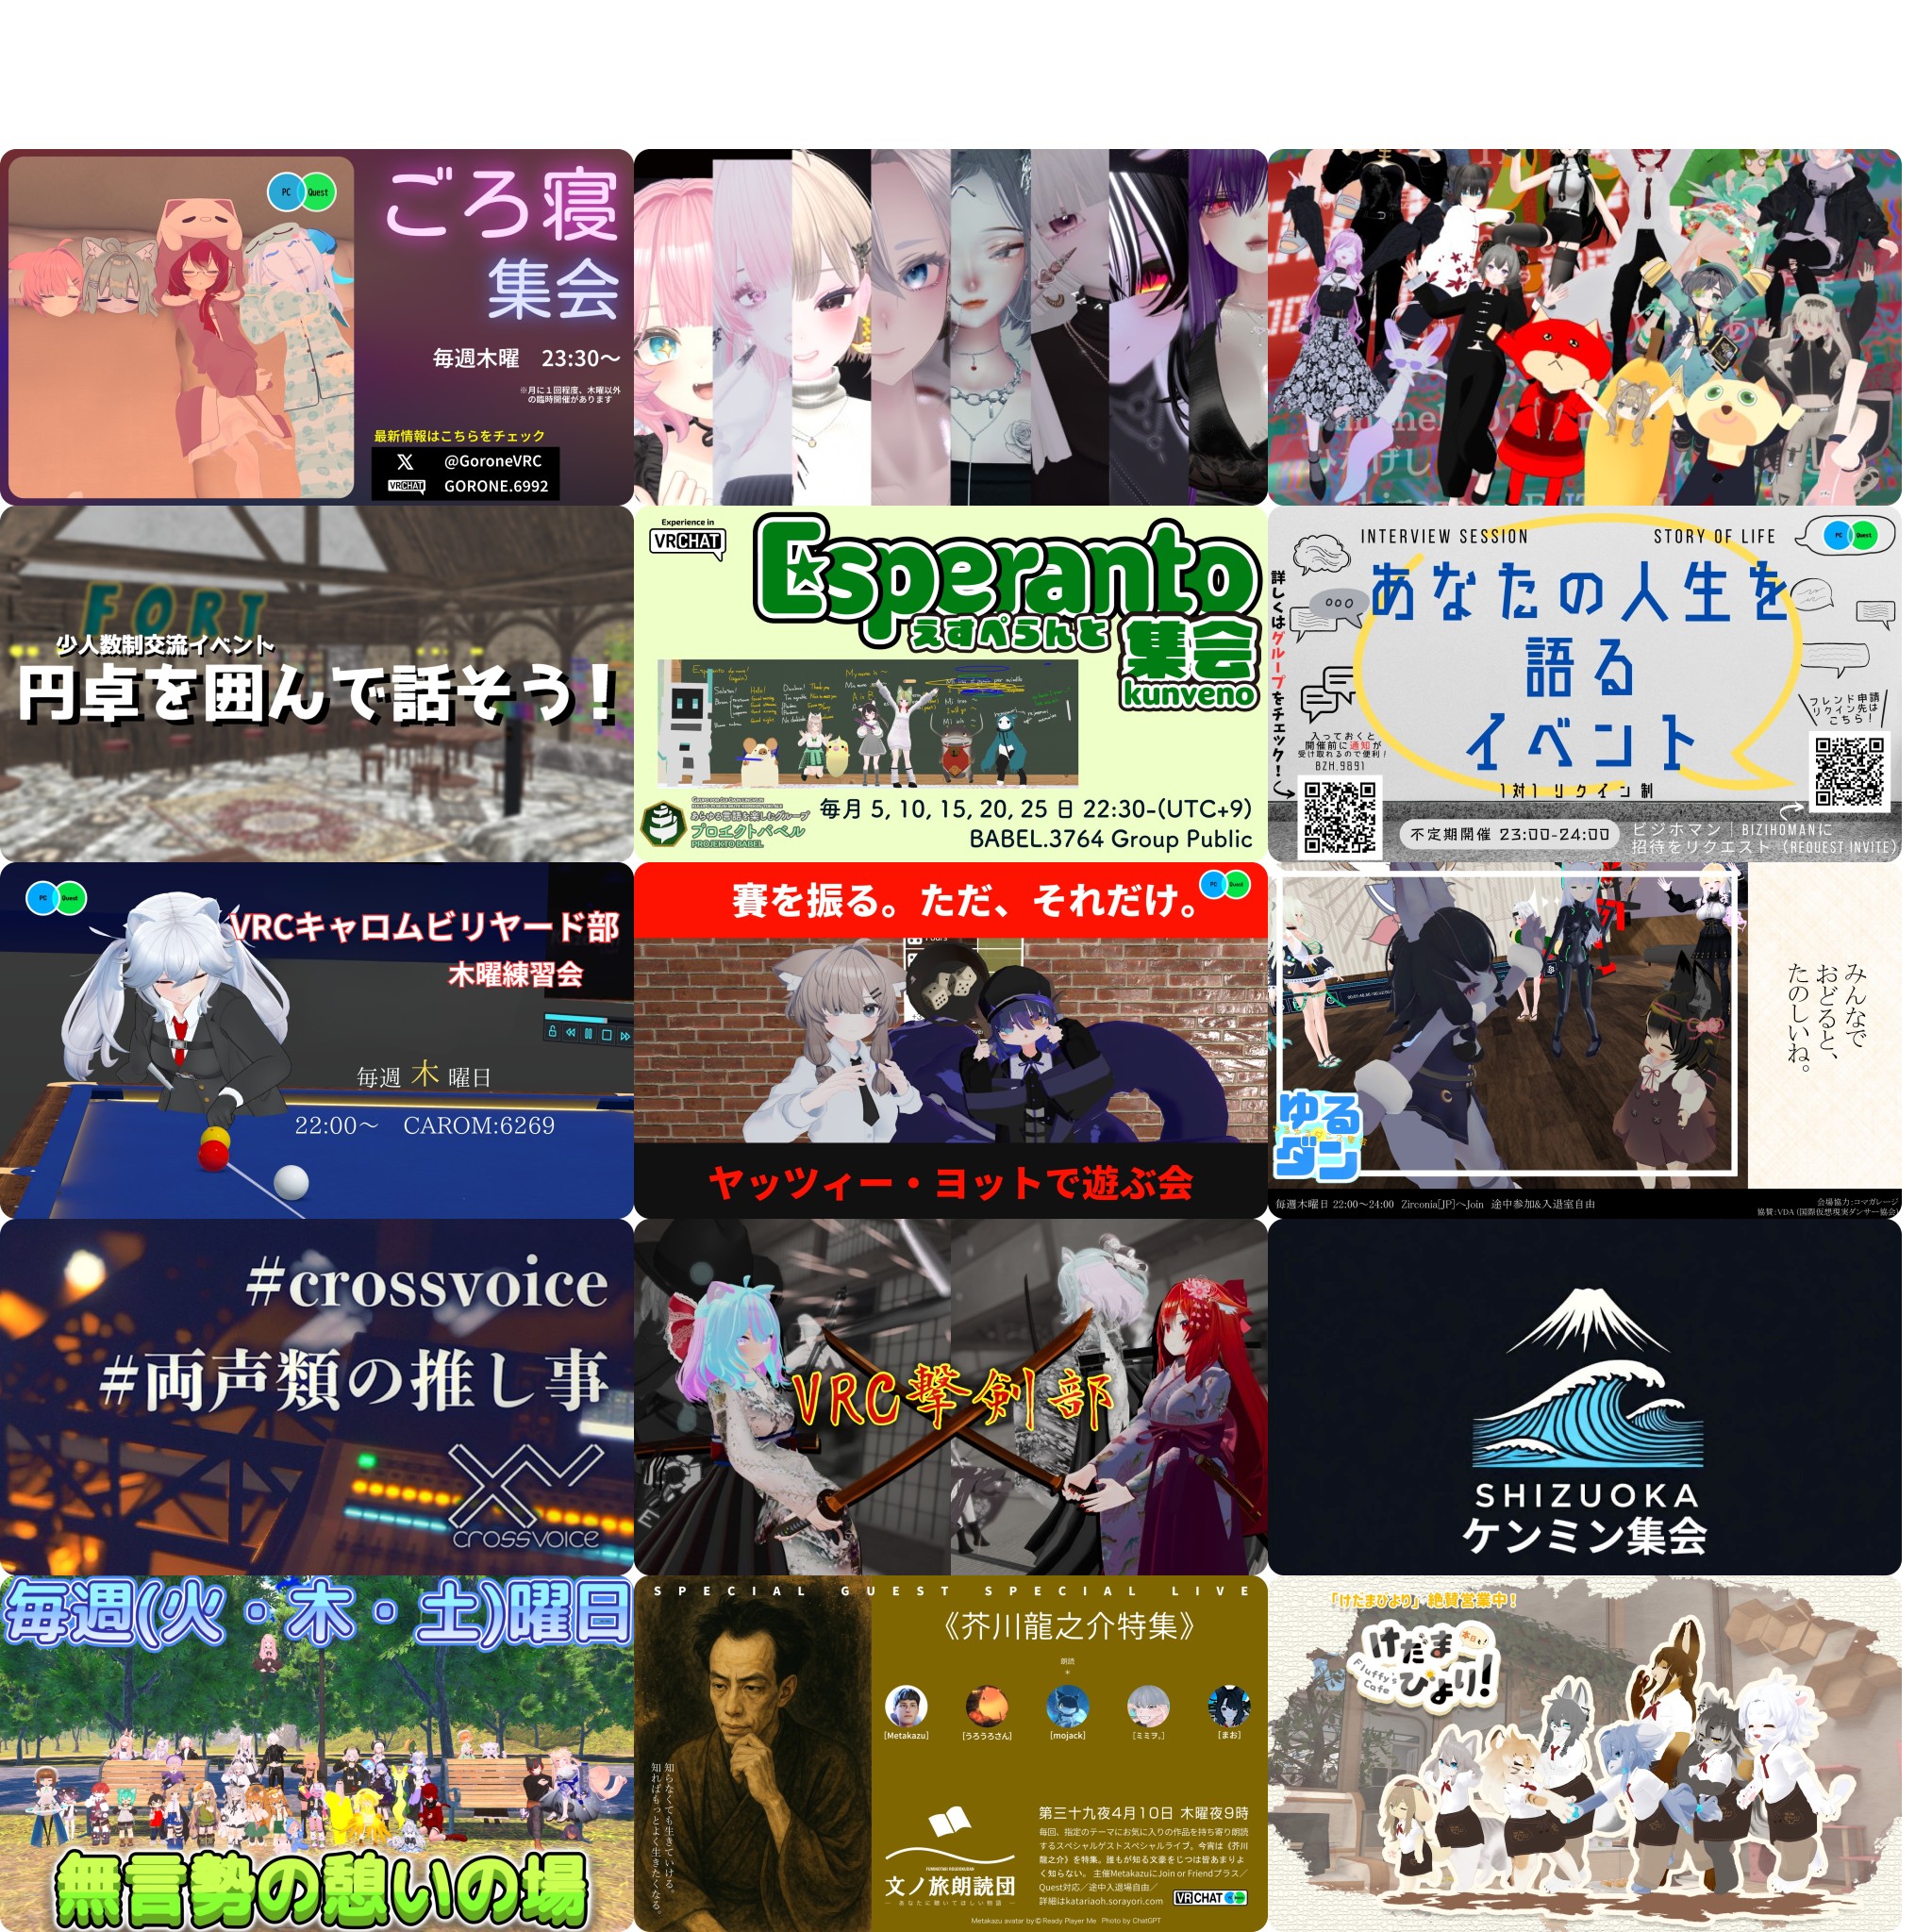 PC Quest
ごろ寝
集会
毎週木曜 23:30〜
※月に1回程度、木曜以外
の臨時開催があります
最新情報はこちらをチェック
X @GoroneVRC
VRCHAT GORONE.6992
FORT
少人数制交流イベント
円卓を囲んで話そう!
Experience in
VRCHAT
Esperanto
えすぺらんと 集会
kunveno
あらゆる言語を楽しむグループ
プロエクトバベル
PROJEKTO BABEL
毎月 5, 10, 15, 20, 25 日 22:30-(UTC+9)
BABEL.3764 Group Public
INTERVIEW SESSION STORY OF LIFE
PC Quest
あなたの人生を
語る
イベント
1対1 リクイン制
詳しくはグループをチェック!
入っておくと
開催前に通知が
受け取れるので便利!
BZH.9891
フレンド申請
リクイン先は
こちら!
不定期開催 23:00-24:00
ビジホマン|BIZIHOMANに
招待をリクエスト (REQUEST INVITE)
PC Quest
VRCキャロムビリヤード部
木曜練習会
毎週 木 曜日
22:00〜 CAROM:6269
賽を振る。ただ、それだけ。
PC Quest
ヤッツィー・ヨットで遊ぶ会
みんなで
おどると、
たのしいね。
ゆる
ダン
毎週木曜日 22:00〜24:00 Zirconia[JP]へJoin 途中参加&入退室自由
会場協力:コマガレージ
協賛:VDA (国際仮想現実ダンサー協会)
#crossvoice
#両声類の推し事
crossvoice
VRC撃剣部
SHIZUOKA
ケンミン集会
毎週(火・木・土)曜日
無言勢の憩いの場
SPECIAL GUEST SPECIAL LIVE
《芥川龍之介特集》
朗読
*
[Metakazu] [うろうろさん] [mojack] [ミミヲ。] [まお]
知らなくても生きていける。
知ればもっとよく生きたくなる。
文ノ旅朗読団
― あなたに聴いてほしい物語 ―
第三十九夜4月10日 木曜夜9時
毎回、指定のテーマにお気に入りの作品を持ち寄り朗読
するスペシャルゲストスペシャルライブ。今宵は《芥川
龍之介》を特集。誰もが知る文豪をじつは皆あまりよ
く知らない。 主催MetakazuにJoin or Friendプラス／
Quest対応／途中入退場自由／
詳細はkatariaoh.sorayori.com
VRCHAT
Metakazu avatar by © Ready Player Me Photo by ChatGPT
「けだまびより」絶賛営業中!
けだま
本日も!
びより!
Fluffy's
Cafe